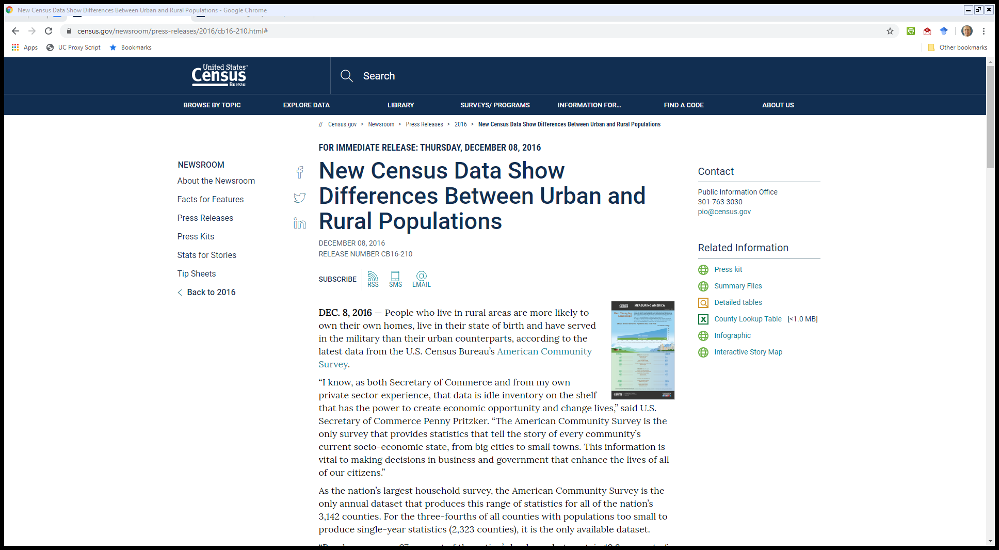 New Census Data Show Differences Between Urban and Rural Populations - Google Chrome
census.gov/newsroom/press-releases/2016/cb16-210.html#
Apps UC Proxy Script Bookmarks Other bookmarks
United States™
Census
Bureau
Search
BROWSE BY TOPIC EXPLORE DATA LIBRARY SURVEYS/ PROGRAMS INFORMATION FOR... FIND A CODE ABOUT US
// Census.gov > Newsroom > Press Releases > 2016 > New Census Data Show Differences Between Urban and Rural Populations
NEWSROOM
About the Newsroom
Facts for Features
Press Releases
Press Kits
Stats for Stories
Tip Sheets
Back to 2016
FOR IMMEDIATE RELEASE: THURSDAY, DECEMBER 08, 2016
New Census Data Show
Differences Between Urban and
Rural Populations
DECEMBER 08, 2016
RELEASE NUMBER CB16-210
SUBSCRIBE RSS SMS EMAIL
DEC. 8, 2016 — People who live in rural areas are more likely to
own their own homes, live in their state of birth and have served
in the military than their urban counterparts, according to the
latest data from the U.S. Census Bureau’s American Community
Survey.
“I know, as both Secretary of Commerce and from my own
private sector experience, that data is idle inventory on the shelf
that has the power to create economic opportunity and change lives,” said U.S.
Secretary of Commerce Penny Pritzker. “The American Community Survey is the
only survey that provides statistics that tell the story of every community’s
current socio-economic state, from big cities to small towns. This information is
vital to making decisions in business and government that enhance the lives of all
of our citizens.”
As the nation’s largest household survey, the American Community Survey is the
only annual dataset that produces this range of statistics for all of the nation’s
3,142 counties. For the three-fourths of all counties with populations too small to
produce single-year statistics (2,323 counties), it is the only available dataset.
Census
MEASURING AMERICA
Our Changing
Landscape
Census
Contact
Public Information Office
301-763-3030
pio@census.gov
Related Information
Press kit
Summary Files
Detailed tables
County Lookup Table [<1.0 MB]
Infographic
Interactive Story Map